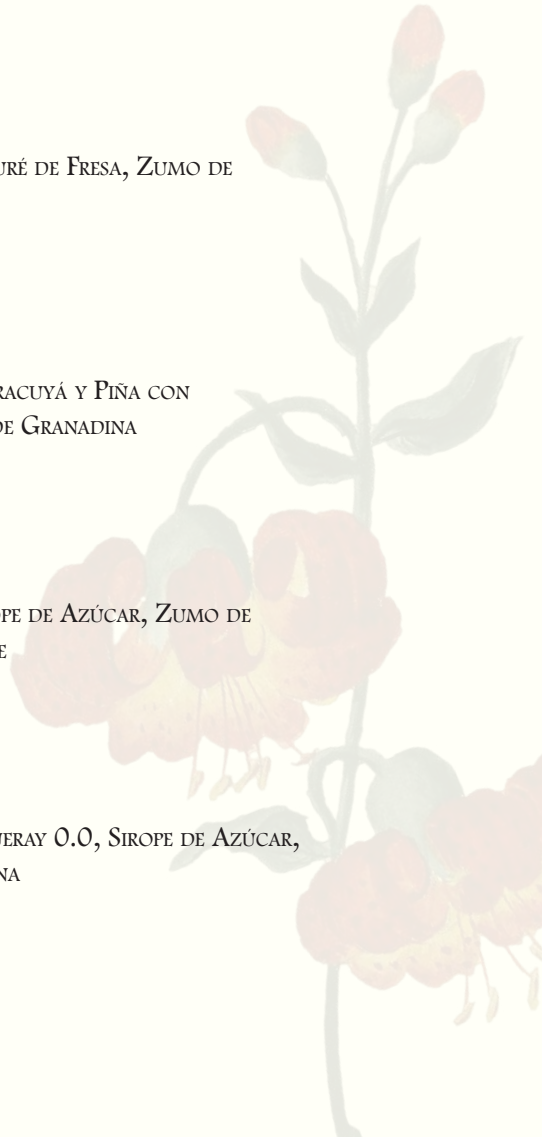 uré de Fresa, Zumo de
racuyá y Piña con
de Granadina
ope de Azúcar, Zumo de
e
ueray 0.0, Sirope de Azúcar,
na